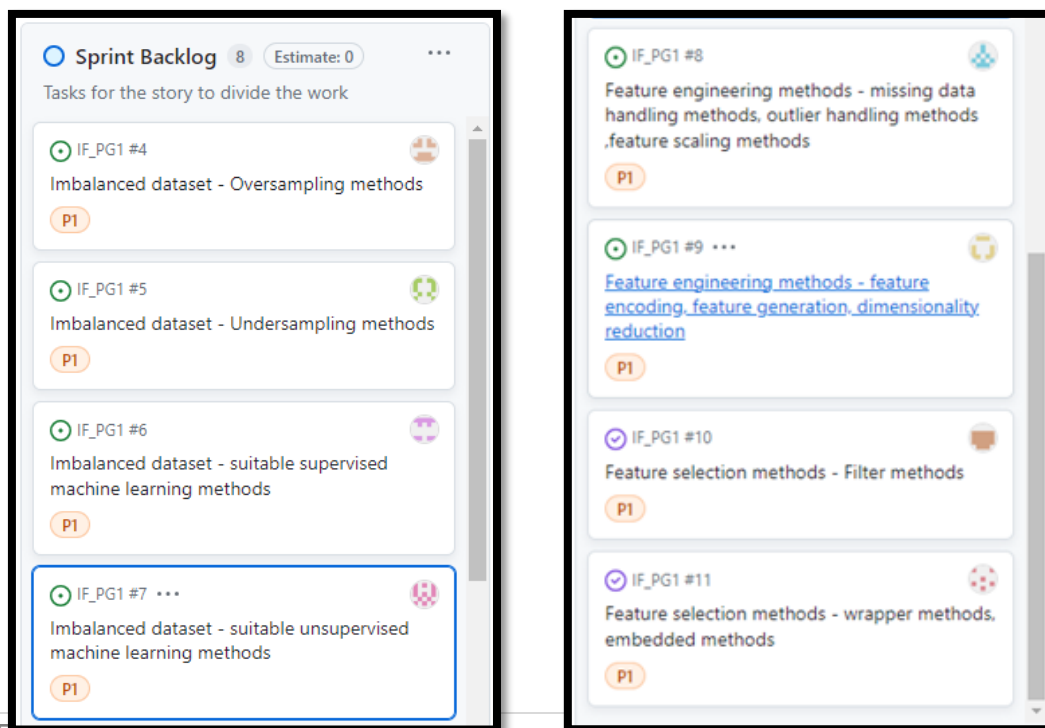 Sprint Backlog 8 Estimate: 0 ...
Tasks for the story to divide the work
IF_PG1 #4
Imbalanced dataset - Oversampling methods
P1
IF_PG1 #5
Imbalanced dataset - Undersampling methods
P1
IF_PG1 #6
Imbalanced dataset - suitable supervised
machine learning methods
P1
IF_PG1 #7 ...
Imbalanced dataset - suitable unsupervised
machine learning methods
P1
IF_PG1 #8
Feature engineering methods - missing data
handling methods, outlier handling methods
,feature scaling methods
P1
IF_PG1 #9 ...
Feature engineering methods - feature
encoding, feature generation, dimensionality
reduction
P1
IF_PG1 #10
Feature selection methods - Filter methods
P1
IF_PG1 #11
Feature selection methods - wrapper methods,
embedded methods
P1